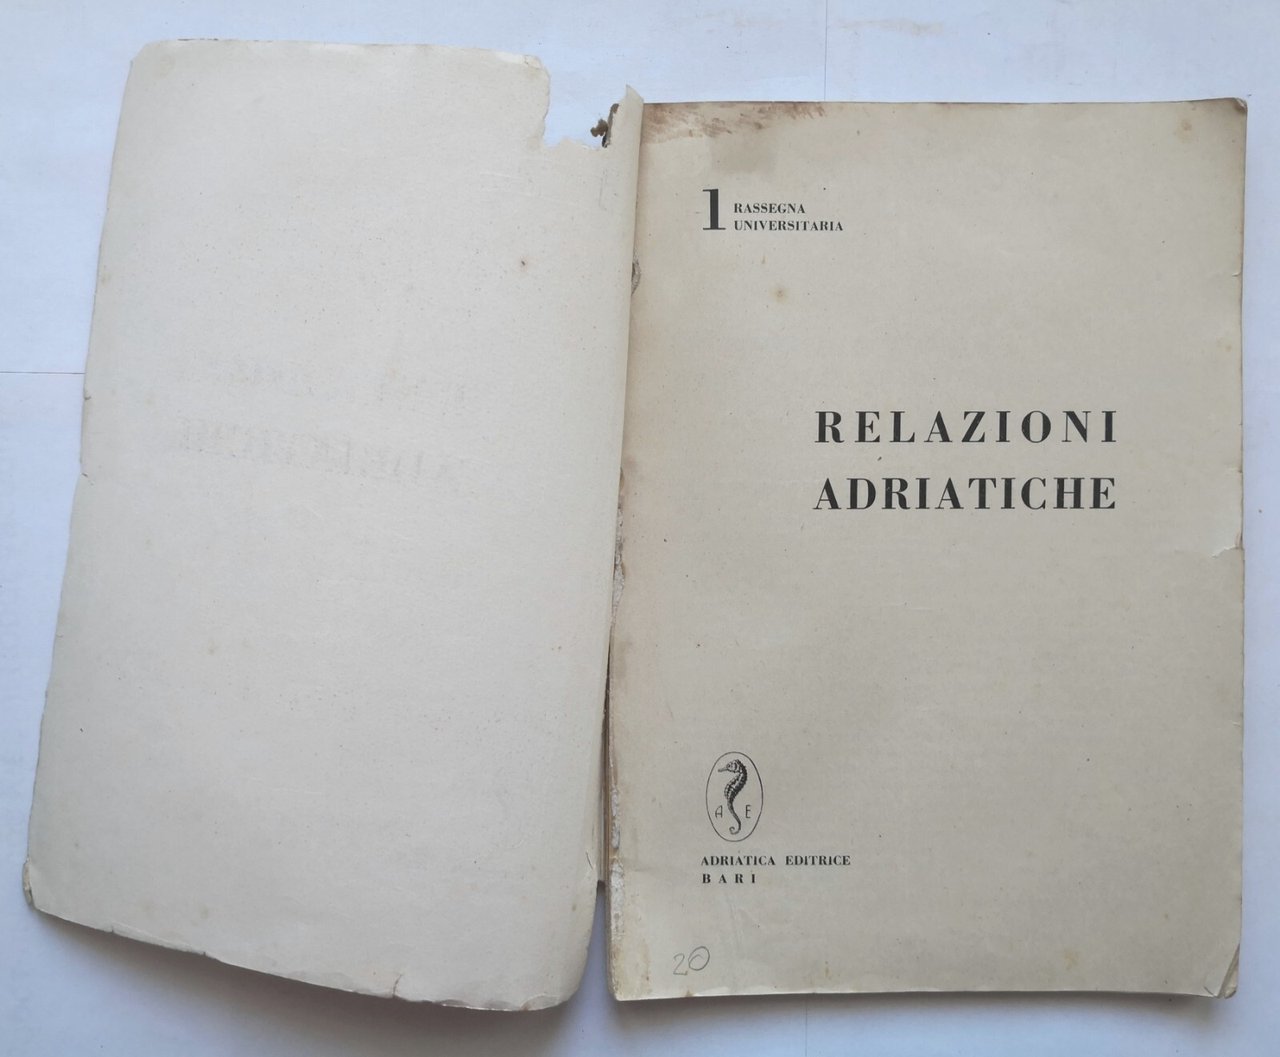 1 RASSEGNA
UNIVERSITARIA
RELAZIONI
ADRIATICHE
A E
ADRIATICA EDITRICE
BARI
20